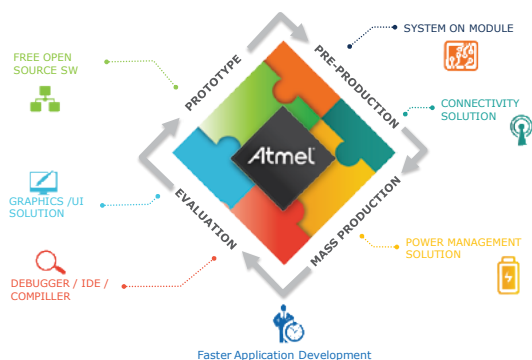 SYSTEM ON MODULE
FREE OPEN
SOURCE SW
PROTOTYPE
PRE-PRODUCTION
CONNECTIVITY
SOLUTION
Atmel
GRAPHICS /UI
SOLUTION
EVALUATION
MASS PRODUCTION
POWER MANAGEMENT
SOLUTION
DEBUGGER / IDE /
COMPILLER
Faster Application Development